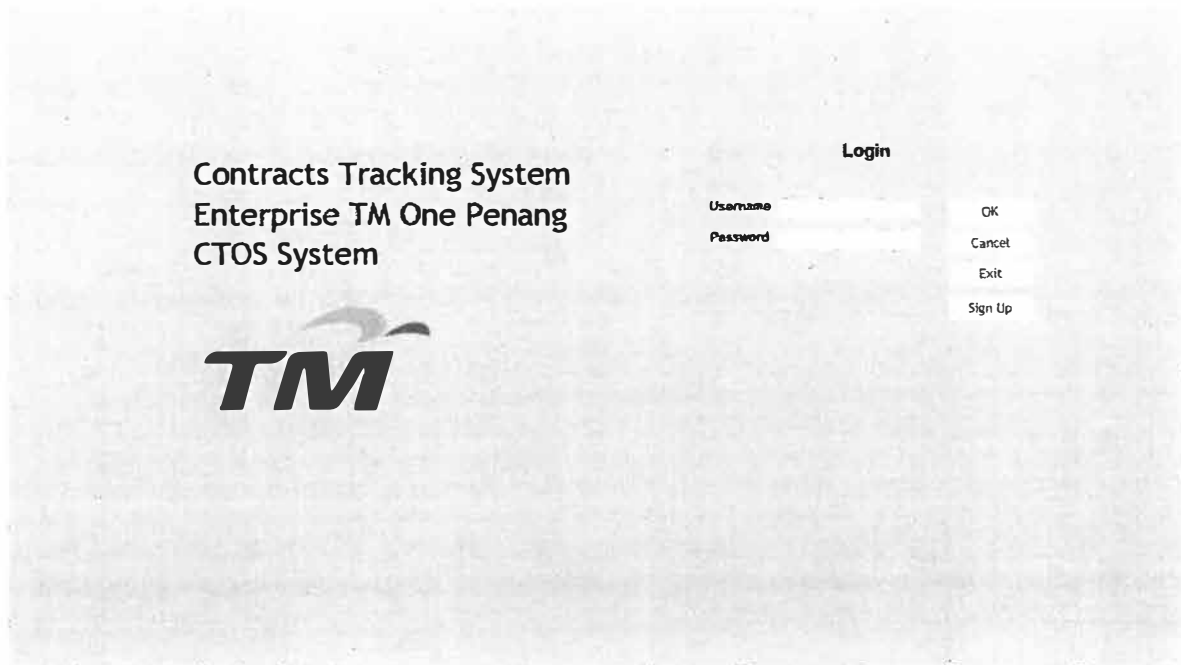 Contracts Tracking System
Enterprise TM One Penang
CTOS System
TM
Login
Username
Password
OK
Cancel
Exit
Sign Up